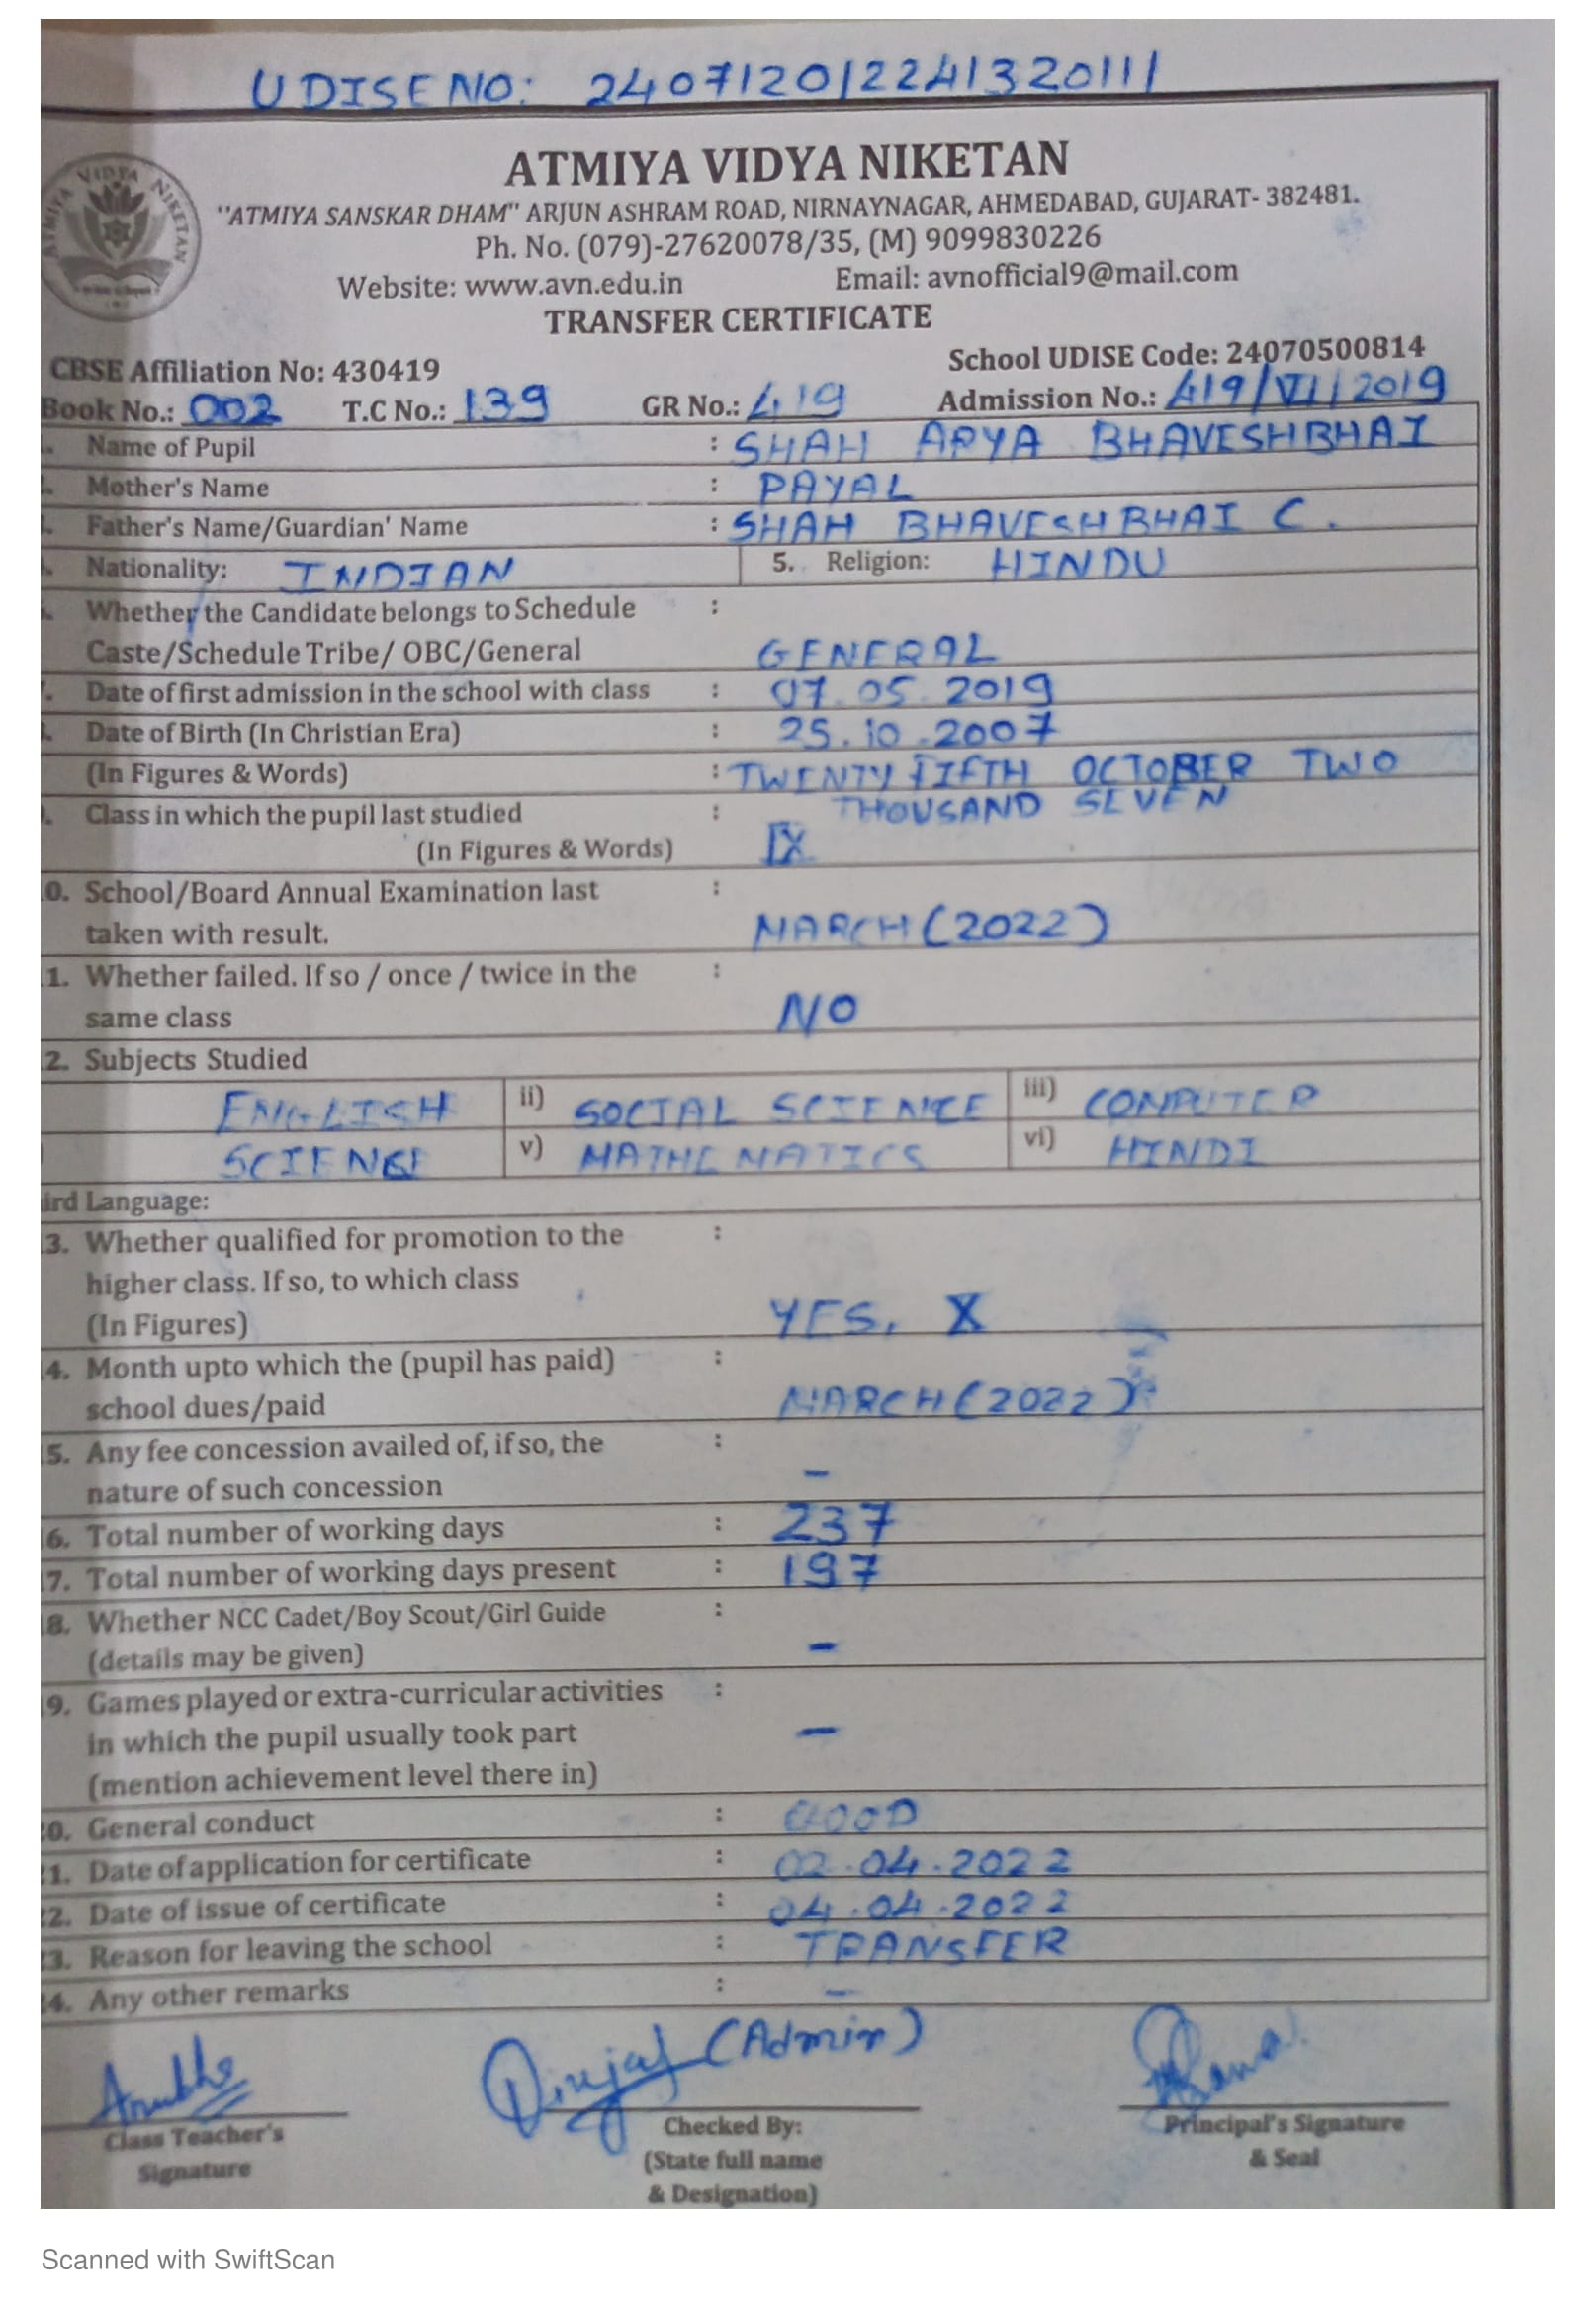 UDISE NO: 240712012241320111
ATMIYA VIDYA NIKETAN
ATMIYA VIDYA NIKETAN
"ATMIYA SANSKAR DHAM" ARJUN ASHRAM ROAD, NIRNAYNAGAR, AHMEDABAD, GUJARAT- 382481.
Ph. No. (079)-27620078/35, (M) 9099830226
Website: www.avn.edu.in Email: avnofficial9@mail.com
TRANSFER CERTIFICATE
CBSE Affiliation No: 430419 School UDISE Code: 24070500814
Book No.: 002 T.C No.: 139 GR No.: 419 Admission No.: 419/VI/2019
Name of Pupil : SHAH ARYA BHAVESHBHAI
Mother's Name : PAYAL
Father's Name/Guardian' Name : SHAH BHAVESHBHAI C.
Nationality: INDIAN 5. Religion: HINDU
Whether the Candidate belongs to Schedule :
Caste/Schedule Tribe/ OBC/General GENERAL
Date of first admission in the school with class : 07.05.2019
Date of Birth (In Christian Era) : 25.10.2007
(In Figures & Words) : TWENTY FIFTH OCTOBER TWO
THOUSAND SEVEN
Class in which the pupil last studied :
(In Figures & Words) IX
0. School/Board Annual Examination last :
taken with result. MARCH (2022)
1. Whether failed. If so / once / twice in the :
same class NO
2. Subjects Studied
ENGLISH ii) SOCIAL SCIENCE iii) COMPUTER
SCIENCE v) MATHEMATICS vi) HINDI
ird Language:
3. Whether qualified for promotion to the :
higher class. If so, to which class
(In Figures) YES, X
4. Month upto which the (pupil has paid) :
school dues/paid MARCH (2022)
5. Any fee concession availed of, if so, the :
nature of such concession –
6. Total number of working days : 237
7. Total number of working days present : 197
8. Whether NCC Cadet/Boy Scout/Girl Guide :
(details may be given) –
9. Games played or extra-curricular activities :
in which the pupil usually took part –
(mention achievement level there in)
0. General conduct : GOOD
1. Date of application for certificate : 02.04.2022
2. Date of issue of certificate : 04.04.2022
3. Reason for leaving the school : TRANSFER
4. Any other remarks : –
(Admin)
Class Teacher's
Signature
Checked By:
(State full name
& Designation)
Principal's Signature
& Seal
Scanned with SwiftScan